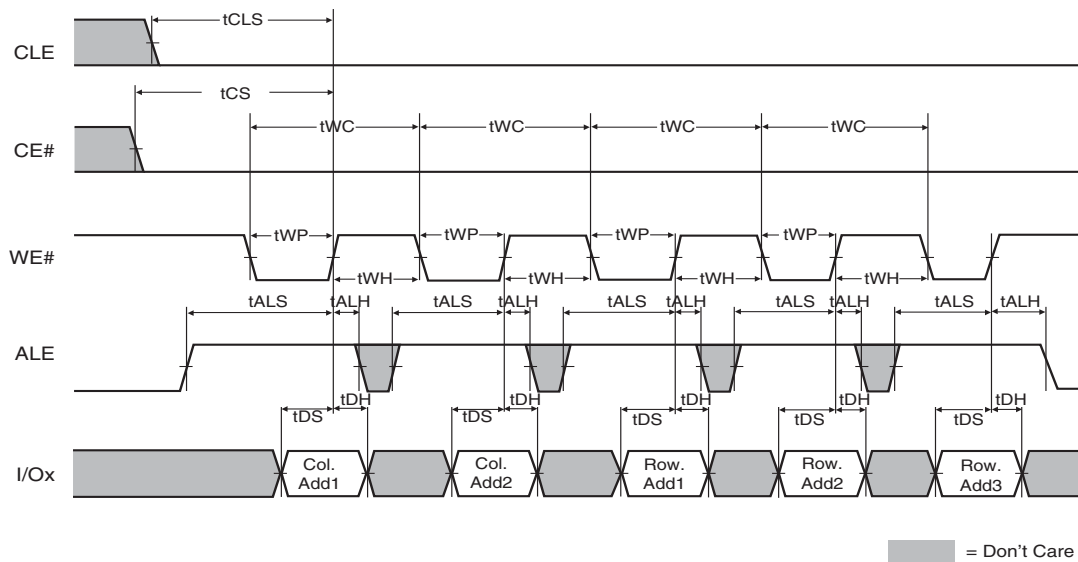 tCLS
CLE
tCS
tWC tWC tWC tWC
CE#
tWP tWP tWP tWP
WE#
tWH tWH tWH tWH
tALS tALH tALS tALH tALS tALH tALS tALH tALS tALH
ALE
tDS tDH tDS tDH tDS tDH tDS tDH tDS tDH
I/Ox
Col. Add1
Col. Add2
Row. Add1
Row. Add2
Row. Add3
= Don't Care